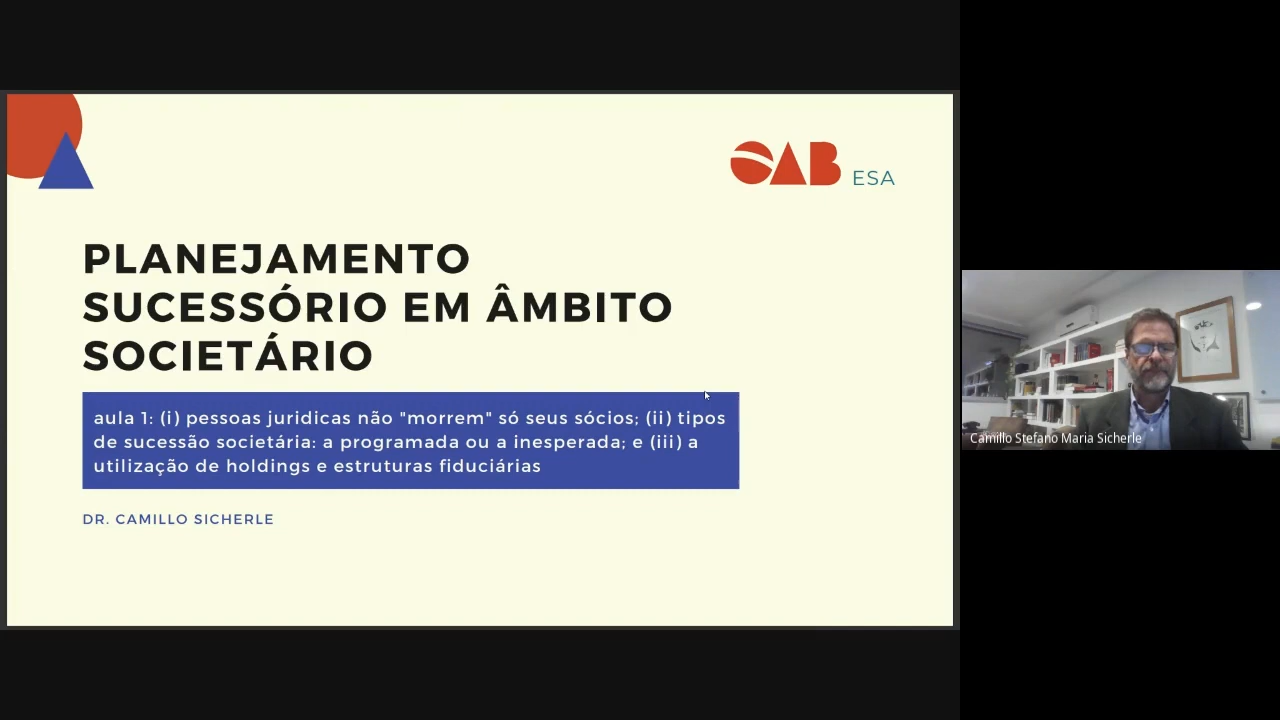 OAB ESA
PLANEJAMENTO
SUCESSÓRIO EM ÂMBITO
SOCIETÁRIO
aula 1: (i) pessoas juridicas não "morrem" só seus sócios; (ii) tipos
de sucessão societária: a programada ou a inesperada; e (iii) a
utilização de holdings e estruturas fiduciárias
DR. CAMILLO SICHERLE
Camillo Stefano Maria Sicherle